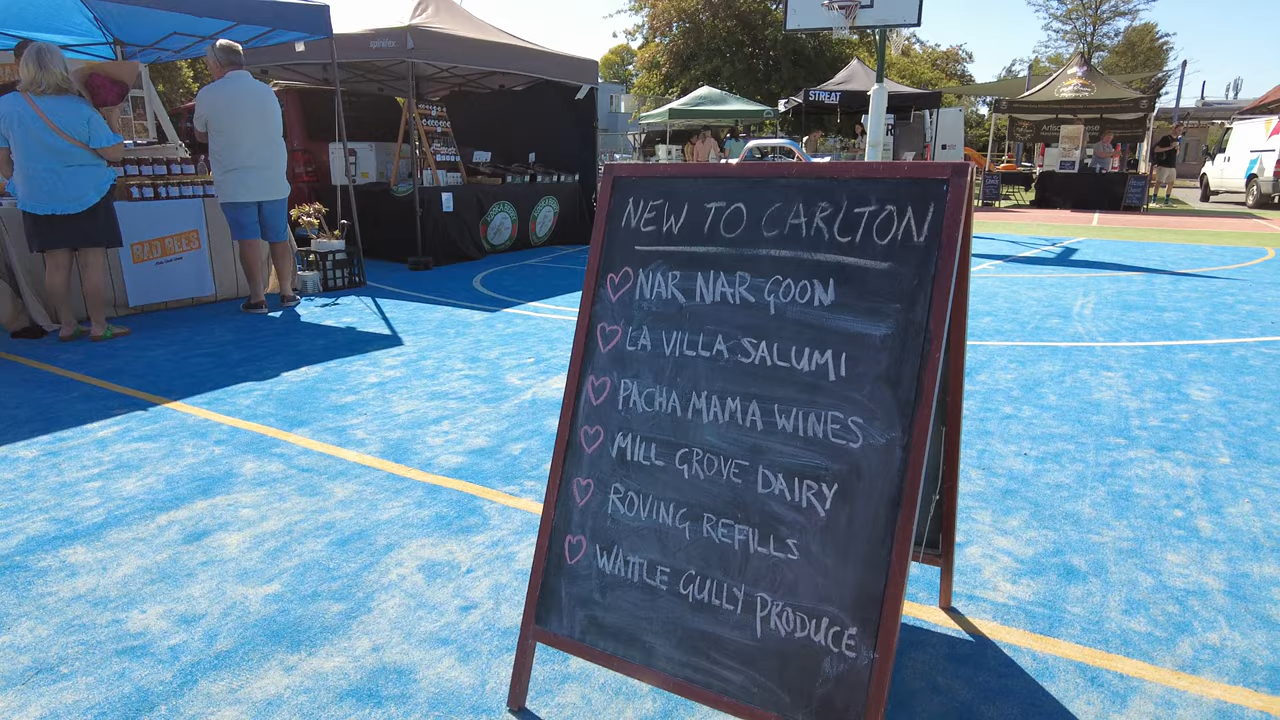 spinifex
STREAT
BAD BEES
NEW TO CARLTON
NAR NAR GOON
LA VILLA SALUMI
PACHA MAMA WINES
MILL GROVE DAIRY
ROVING REFILLS
WATTLE GULLY PRODUCE